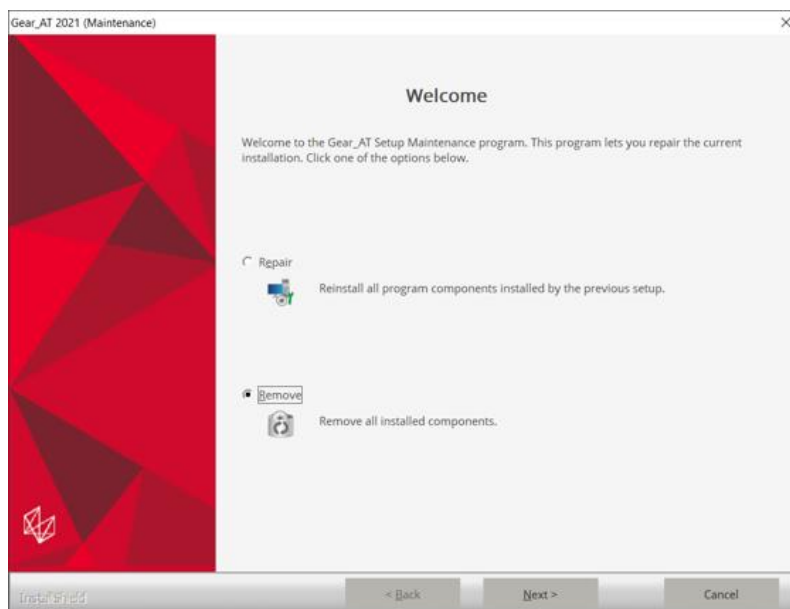 Gear_AT 2021 (Maintenance)
Welcome
Welcome to the Gear_AT Setup Maintenance program. This program lets you repair the current
installation. Click one of the options below.
Repair
Reinstall all program components installed by the previous setup.
Remove
Remove all installed components.
InstallShield
< Back
Next >
Cancel